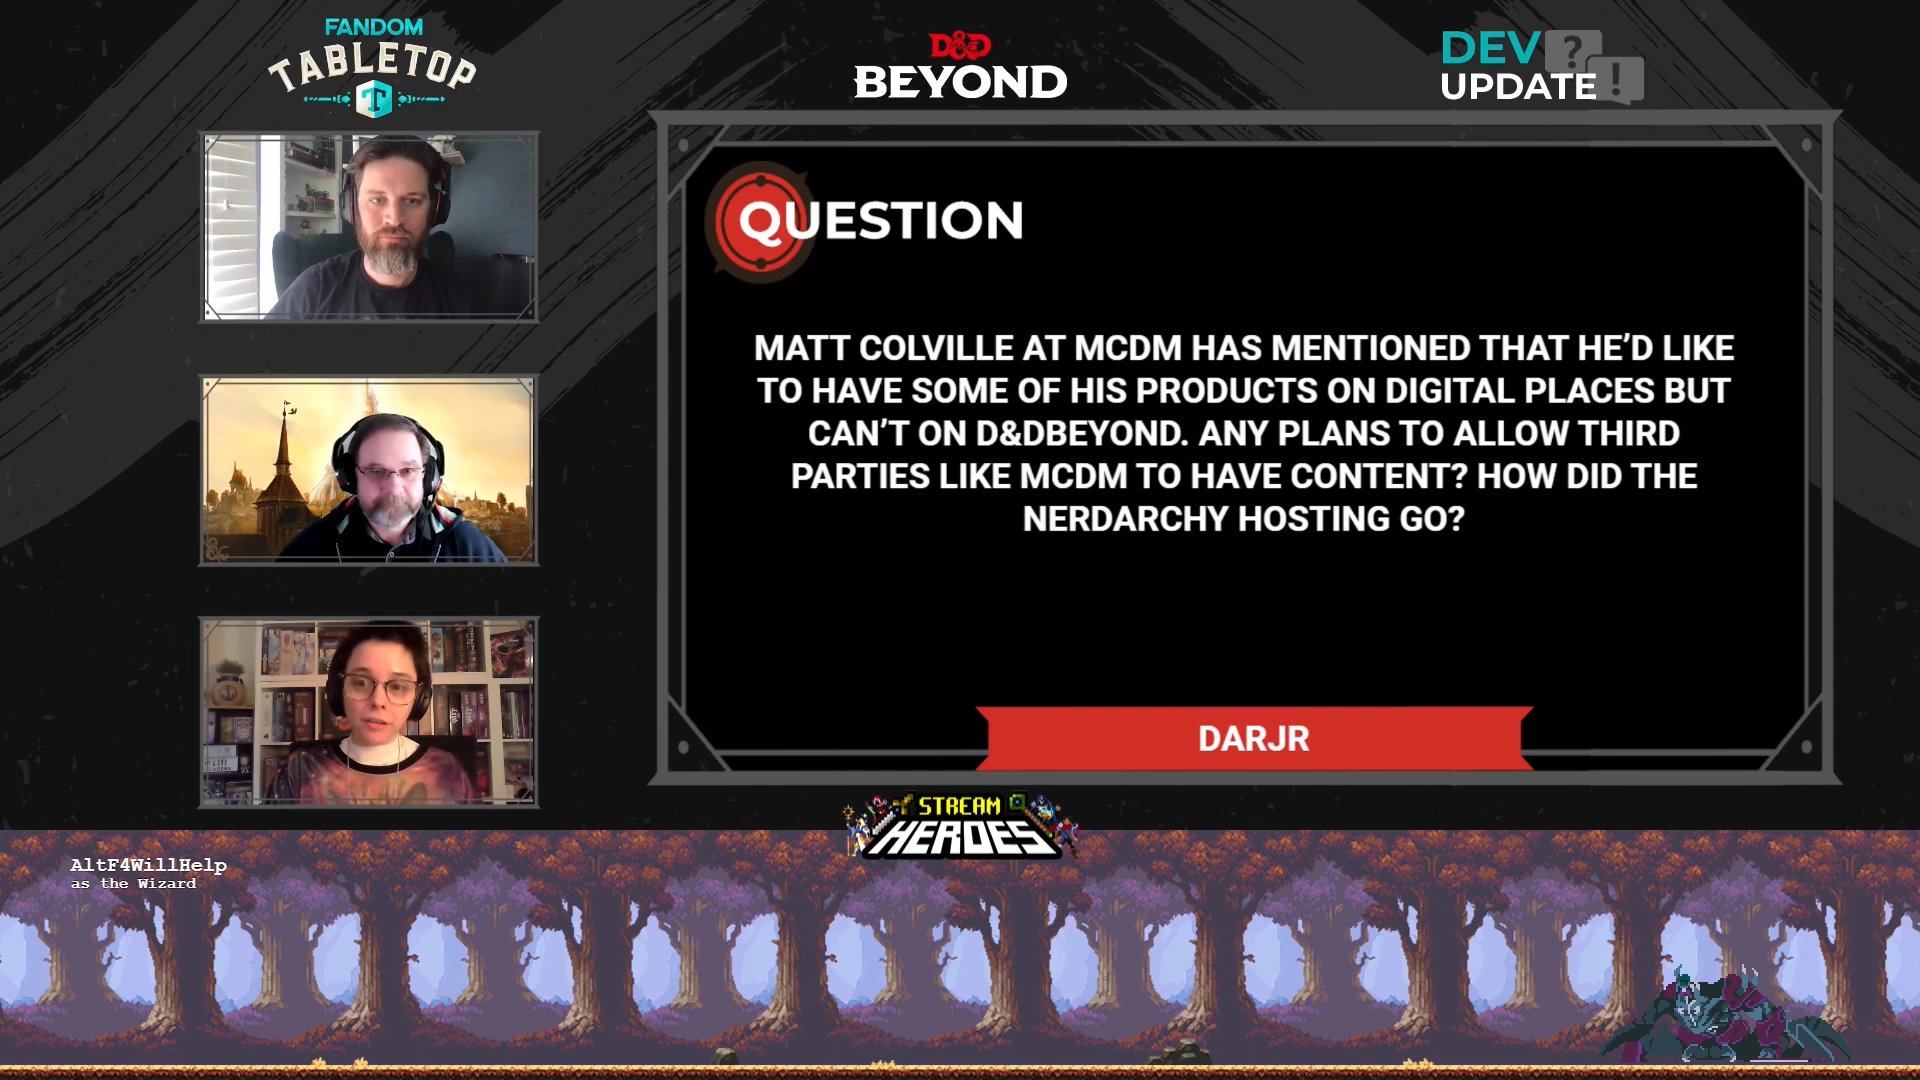 FANDOM
TABLETOP
T
D&D
BEYOND
DEV ?
UPDATE !
QUESTION
MATT COLVILLE AT MCDM HAS MENTIONED THAT HE’D LIKE
TO HAVE SOME OF HIS PRODUCTS ON DIGITAL PLACES BUT
CAN’T ON D&DBEYOND. ANY PLANS TO ALLOW THIRD
PARTIES LIKE MCDM TO HAVE CONTENT? HOW DID THE
NERDARCHY HOSTING GO?
DARJR
STREAM
HEROES
AltF4WillHelp
as the Wizard